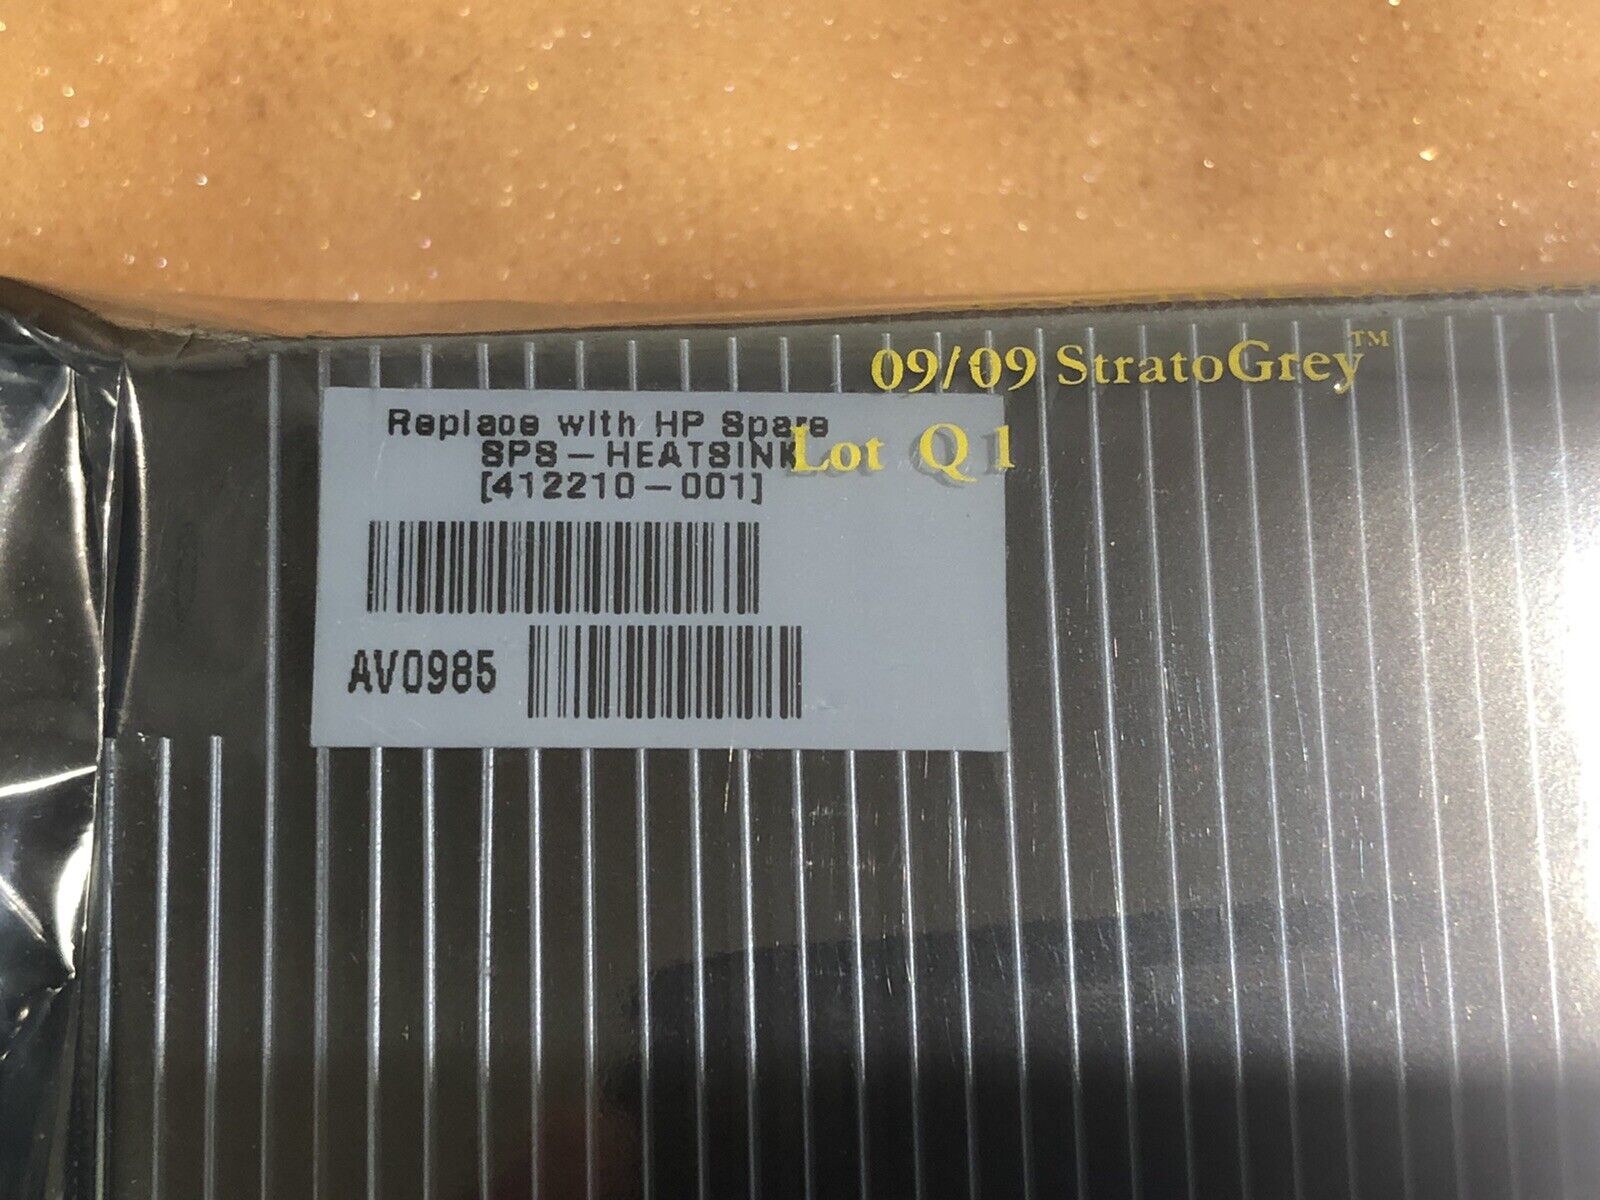 09/09 StratoGrey™
Replace with HP Spare
SPS-HEATSINK
Lot Q1
[412210-001]
AV0985